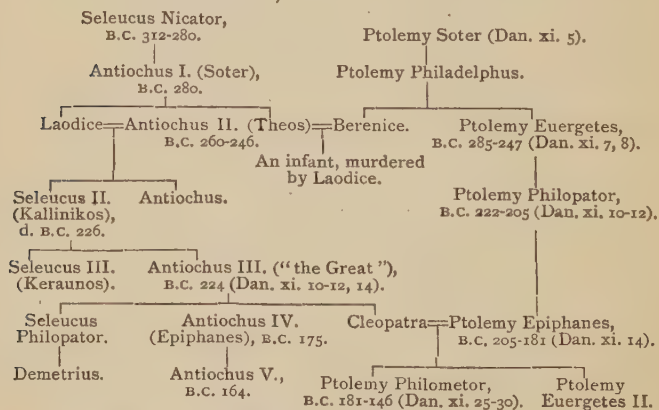 Seleucus Nicator,
B.C. 312-280.
Ptolemy Soter (Dan. xi. 5).
Antiochus I. (Soter),
B.C. 280.
Ptolemy Philadelphus.
Laodice=Antiochus II. (Theos)=Berenice.
B.C. 260-246.
Ptolemy Euergetes,
B.C. 285-247 (Dan. xi. 7, 8).
An infant, murdered
by Laodice.
Seleucus II.
(Kallinikos),
d. B.C. 226.
Antiochus.
Ptolemy Philopator,
B.C. 222-205 (Dan. xi. 10-12).
Seleucus III.
(Keraunos).
Antiochus III. ("the Great"),
B.C. 224 (Dan. xi. 10-12, 14).
Seleucus
Philopator.
Antiochus IV.
(Epiphanes), B.C. 175.
Cleopatra=Ptolemy Epiphanes,
B.C. 205-181 (Dan. xi. 14).
Demetrius.
Antiochus V.,
B.C. 164.
Ptolemy Philometor,
B.C. 181-146 (Dan. xi. 25-30).
Ptolemy
Euergetes II.